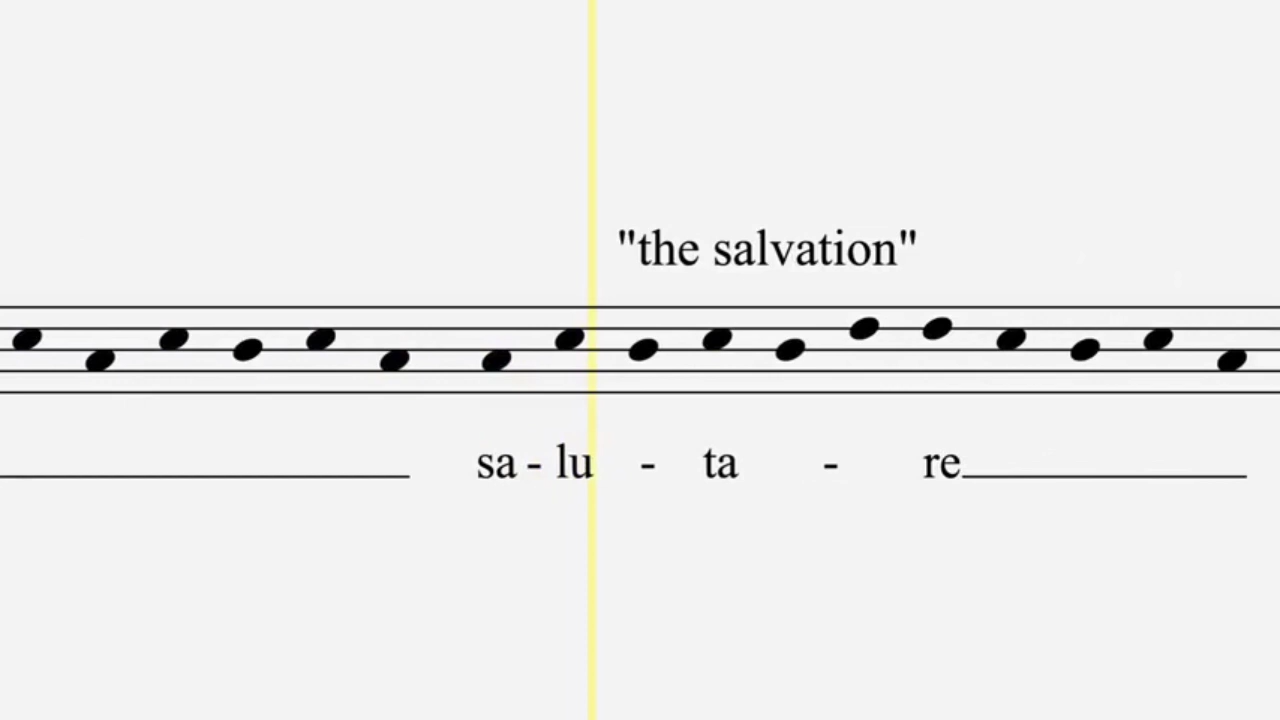 "the salvation"
sa - lu - ta - re